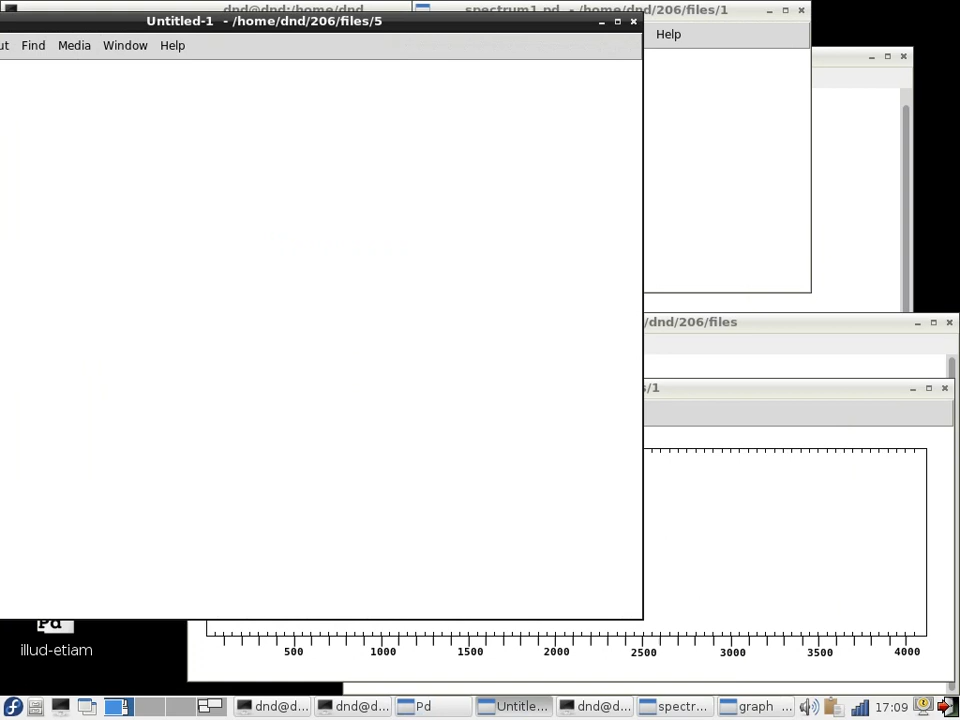 dnd@dnd:/home/dnd
spectrum1.pd - /home/dnd/206/files/1
Untitled-1 - /home/dnd/206/files/5
ut Find Media Window Help
Help
/dnd/206/files
s/1
500 1000 1500 2000 2500 3000 3500 4000
Pd
illud-etiam
dnd@d... dnd@d... Pd Untitle... dnd@d... spectr... graph ... 17:09